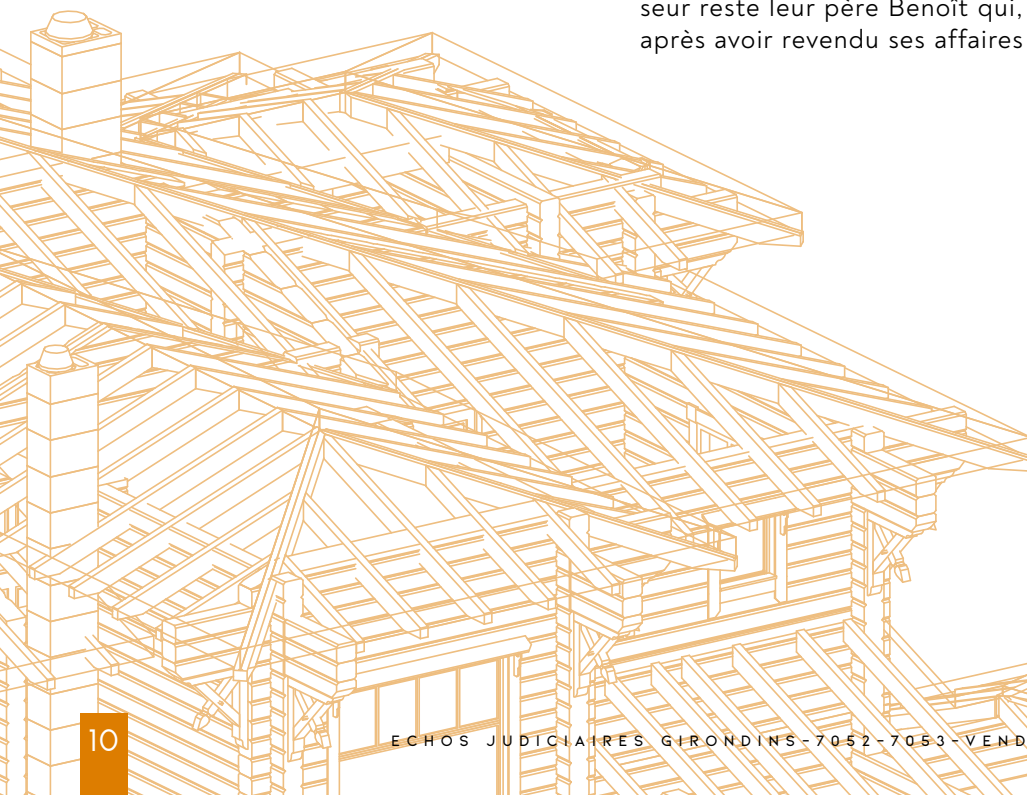 seur reste leur père Benoît qui,
après avoir revendu ses affaires
10
ECHOS JUDICIAIRES GIRONDINS-7052-7053-VEND